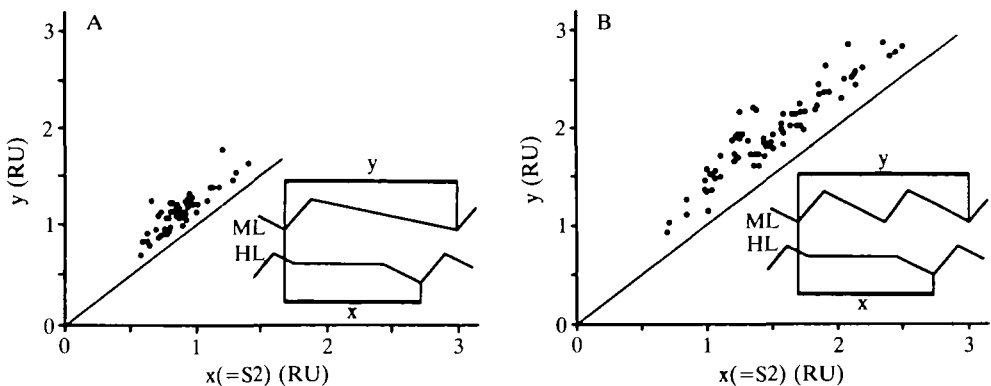 A
3
2
1
0
y (RU)
y
ML
HL
x
0 1 2 3
x(=S2) (RU)
B
3
2
1
0
y (RU)
y
ML
HL
x
0 1 2 3
x(=S2) (RU)